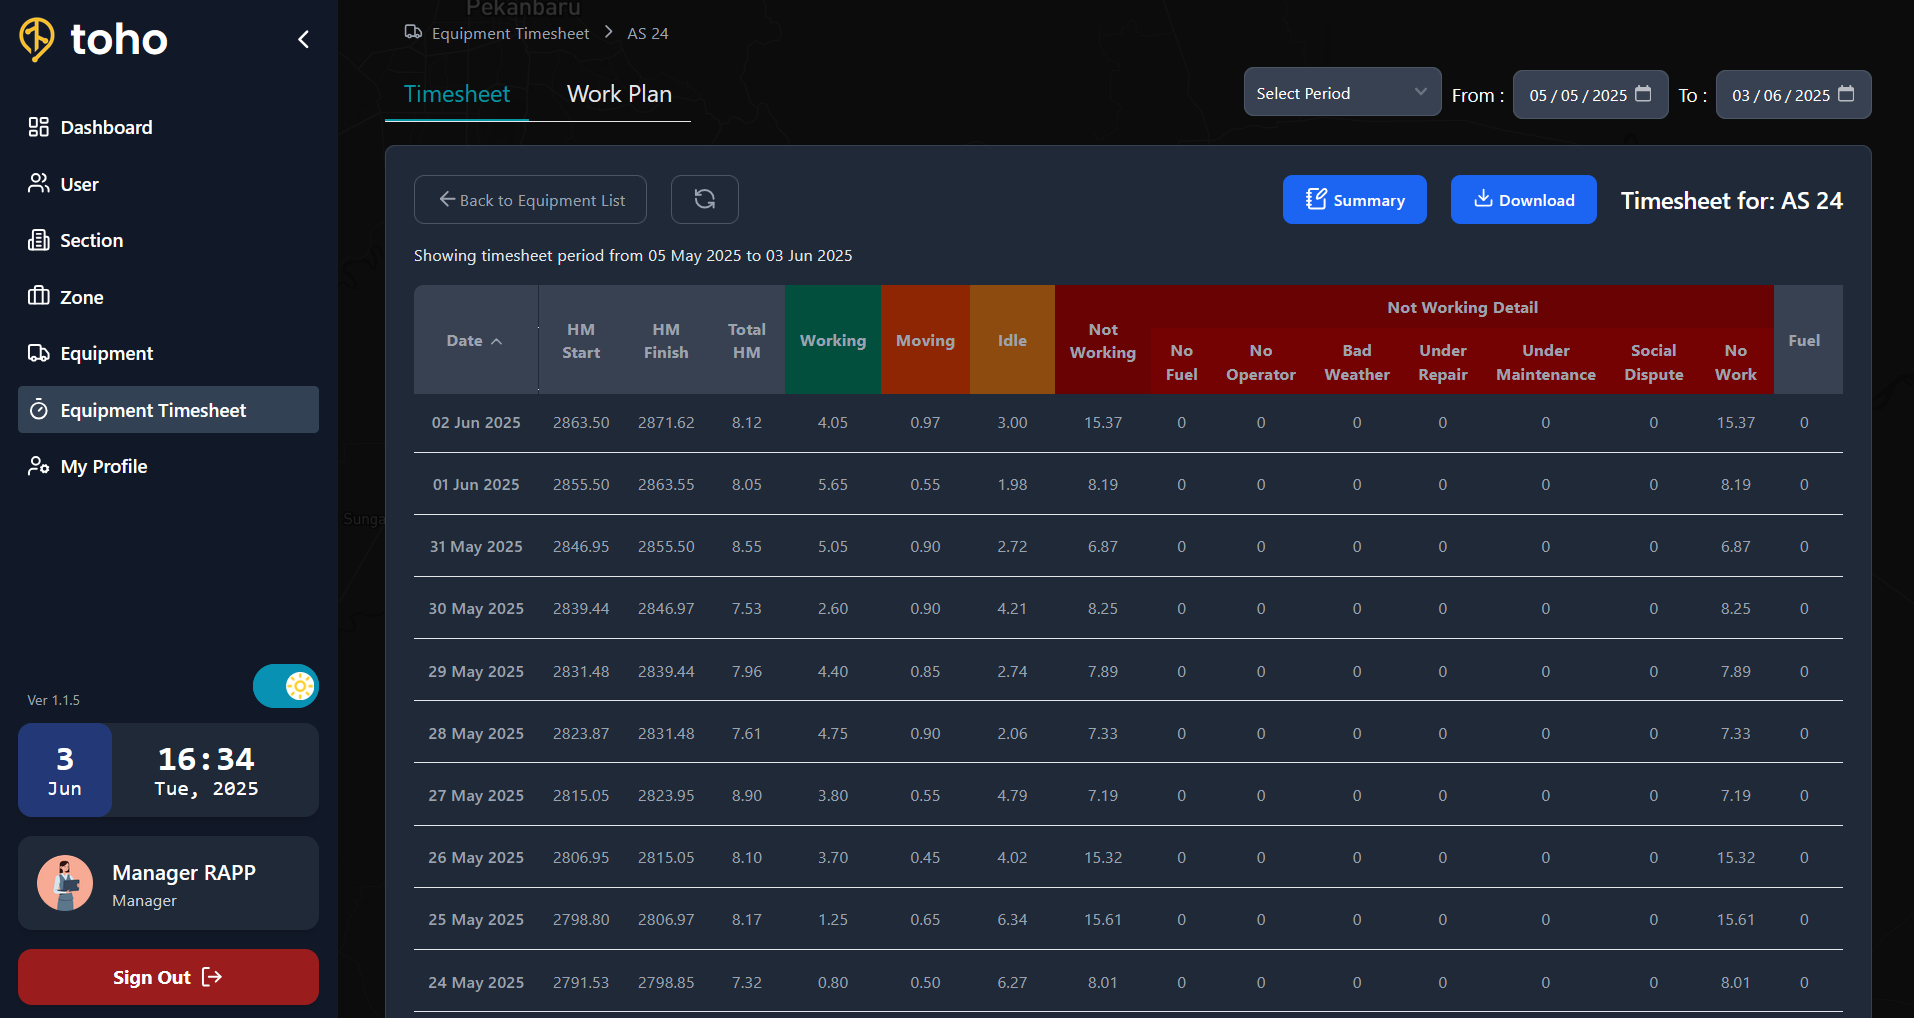 toho
Dashboard
User
Section
Zone
Equipment
Equipment Timesheet
My Profile
Ver 1.1.5
3
Jun
16:34
Tue, 2025
Manager RAPP
Manager
Sign Out
Pekanbaru
Sunga
Equipment Timesheet > AS 24
Timesheet Work Plan
Select Period From : 05 / 05 / 2025 To : 03 / 06 / 2025
Back to Equipment List
Summary Download Timesheet for: AS 24
Showing timesheet period from 05 May 2025 to 03 Jun 2025
Date HM Start HM Finish Total HM Working Moving Idle Not Working Not Working Detail Fuel
No Fuel No Operator Bad Weather Under Repair Under Maintenance Social Dispute No Work
02 Jun 2025 2863.50 2871.62 8.12 4.05 0.97 3.00 15.37 0 0 0 0 0 0 15.37 0
01 Jun 2025 2855.50 2863.55 8.05 5.65 0.55 1.98 8.19 0 0 0 0 0 0 8.19 0
31 May 2025 2846.95 2855.50 8.55 5.05 0.90 2.72 6.87 0 0 0 0 0 0 6.87 0
30 May 2025 2839.44 2846.97 7.53 2.60 0.90 4.21 8.25 0 0 0 0 0 0 8.25 0
29 May 2025 2831.48 2839.44 7.96 4.40 0.85 2.74 7.89 0 0 0 0 0 0 7.89 0
28 May 2025 2823.87 2831.48 7.61 4.75 0.90 2.06 7.33 0 0 0 0 0 0 7.33 0
27 May 2025 2815.05 2823.95 8.90 3.80 0.55 4.79 7.19 0 0 0 0 0 0 7.19 0
26 May 2025 2806.95 2815.05 8.10 3.70 0.45 4.02 15.32 0 0 0 0 0 0 15.32 0
25 May 2025 2798.80 2806.97 8.17 1.25 0.65 6.34 15.61 0 0 0 0 0 0 15.61 0
24 May 2025 2791.53 2798.85 7.32 0.80 0.50 6.27 8.01 0 0 0 0 0 0 8.01 0